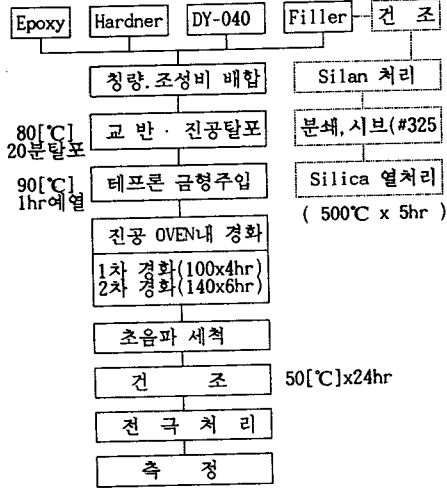 Epoxy Hardner DY-040 Filler 건 조
칭량.조성비 배합 Silan 처리
80[℃]
20분탈포
교 반 · 진공탈포 분쇄,시브(#325
90[℃]
1hr예열
테프론 금형주입 Silica 열처리
( 500℃ x 5hr )
진공 OVEN내 경화
1차 경화(100x4hr)
2차 경화(140x6hr)
초음파 세척
건 조 50[℃]x24hr
전 극 처 리
측 정